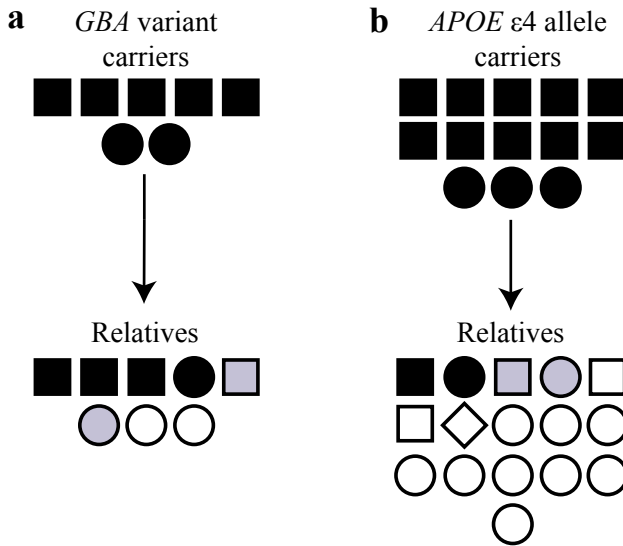 a
GBA variant
carriers
Relatives
b
APOE ε4 allele
carriers
Relatives